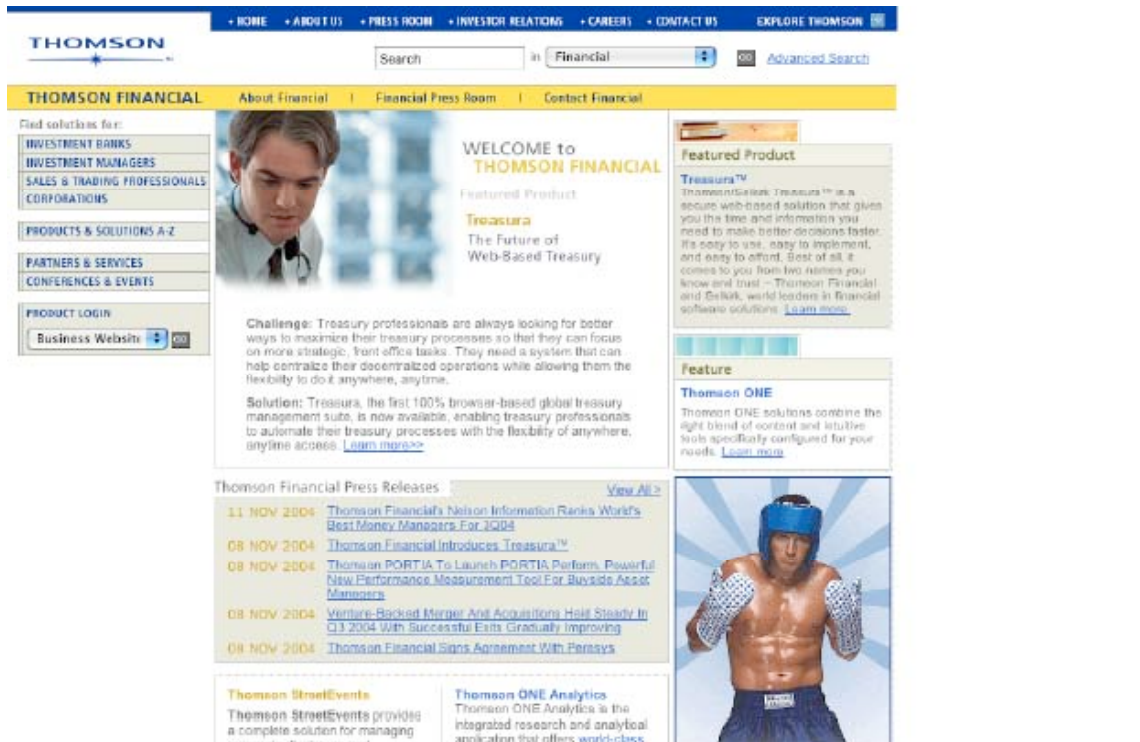 + HOME + ABOUT US + PRESS ROOM + INVESTOR RELATIONS + CAREERS + CONTACT US EXPLORE THOMSON
THOMSON
Search in Financial GO Advanced Search
THOMSON FINANCIAL About Financial | Financial Press Room | Contact Financial
Find solutions for:
INVESTMENT BANKS
INVESTMENT MANAGERS
SALES & TRADING PROFESSIONALS
CORPORATIONS
PRODUCTS & SOLUTIONS A-Z
PARTNERS & SERVICES
CONFERENCES & EVENTS
PRODUCT LOGIN
Business Website GO
WELCOME to
THOMSON FINANCIAL
Featured Product
Treasura
The Future of
Web-Based Treasury
Challenge: Treasury professionals are always looking for better
ways to maximize their treasury processes so that they can focus
on more strategic, front office tasks. They need a system that can
help centralize their decentralized operations while allowing them the
flexibility to do it anywhere, anytime.
Solution: Treasura, the first 100% browser-based global treasury
management suite, is now available, enabling treasury professionals
to automate their treasury processes with the flexibility of anywhere,
anytime access. Learn more>>
Featured Product
Treasura™
Thomson/Selkirk Treasura™ is a
secure web-based solution that gives
you the time and information you
need to make better decisions faster.
It's easy to use, easy to implement,
and easy to afford. Best of all, it
comes to you from two names you
know and trust – Thomson Financial
and Selkirk, world leaders in financial
software solutions. Learn more.
Feature
Thomson ONE
Thomson ONE solutions combine the
right blend of content and intuitive
tools specifically configured for your
needs. Learn more
Thomson Financial Press Releases View All >
11 NOV 2004 Thomson Financial's Nelson Information Ranks World's
Best Money Managers For 3Q04
08 NOV 2004 Thomson Financial Introduces Treasura™
08 NOV 2004 Thomson PORTIA To Launch PORTIA Perform, Powerful
New Performance Measurement Tool For Buyside Asset
Managers
08 NOV 2004 Venture-Backed Merger And Acquisitions Held Steady In
Q3 2004 With Successful Exits Gradually Improving
08 NOV 2004 Thomson Financial Signs Agreement With Penasys
Thomson StreetEvents
Thomson StreetEvents provides
a complete solution for managing
Thomson ONE Analytics
Thomson ONE Analytics is the
integrated research and analytical
application that offers world-class